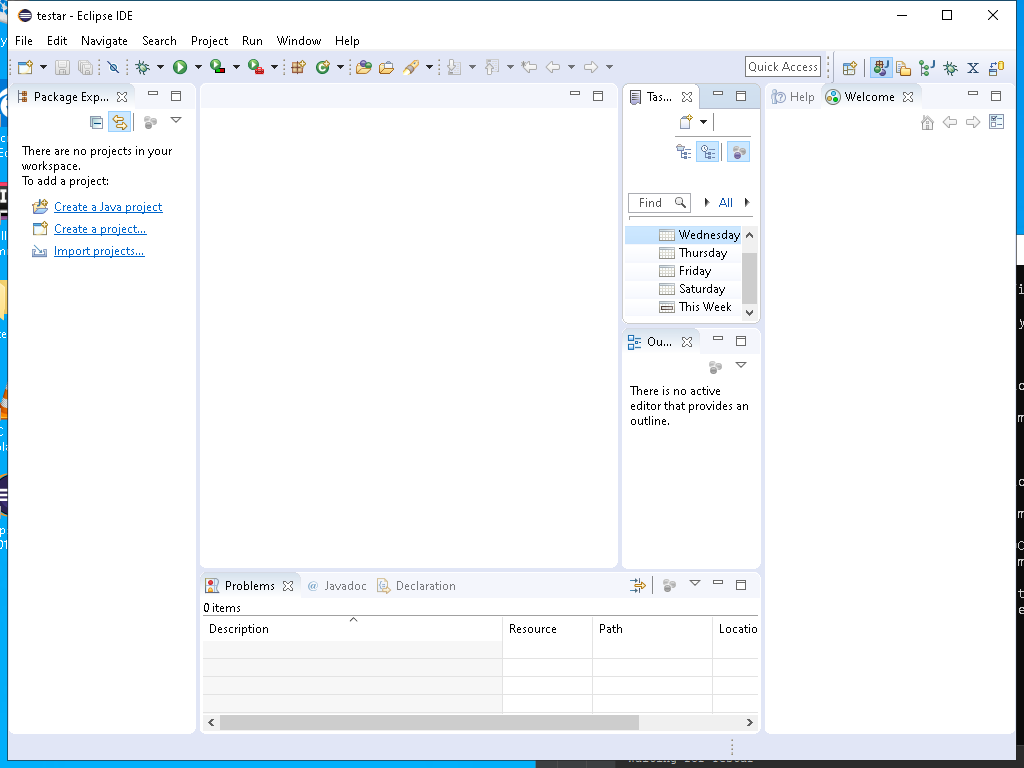 testar - Eclipse IDE
File Edit Navigate Search Project Run Window Help
Quick Access
Package Exp...
There are no projects in your
workspace.
To add a project:
Create a Java project
Create a project...
Import projects...
Tas...
Find
All
Wednesday
Thursday
Friday
Saturday
This Week
Ou...
There is no active
editor that provides an
outline.
Help
Welcome
Problems
@ Javadoc
Declaration
0 items
Description Resource Path Locatio